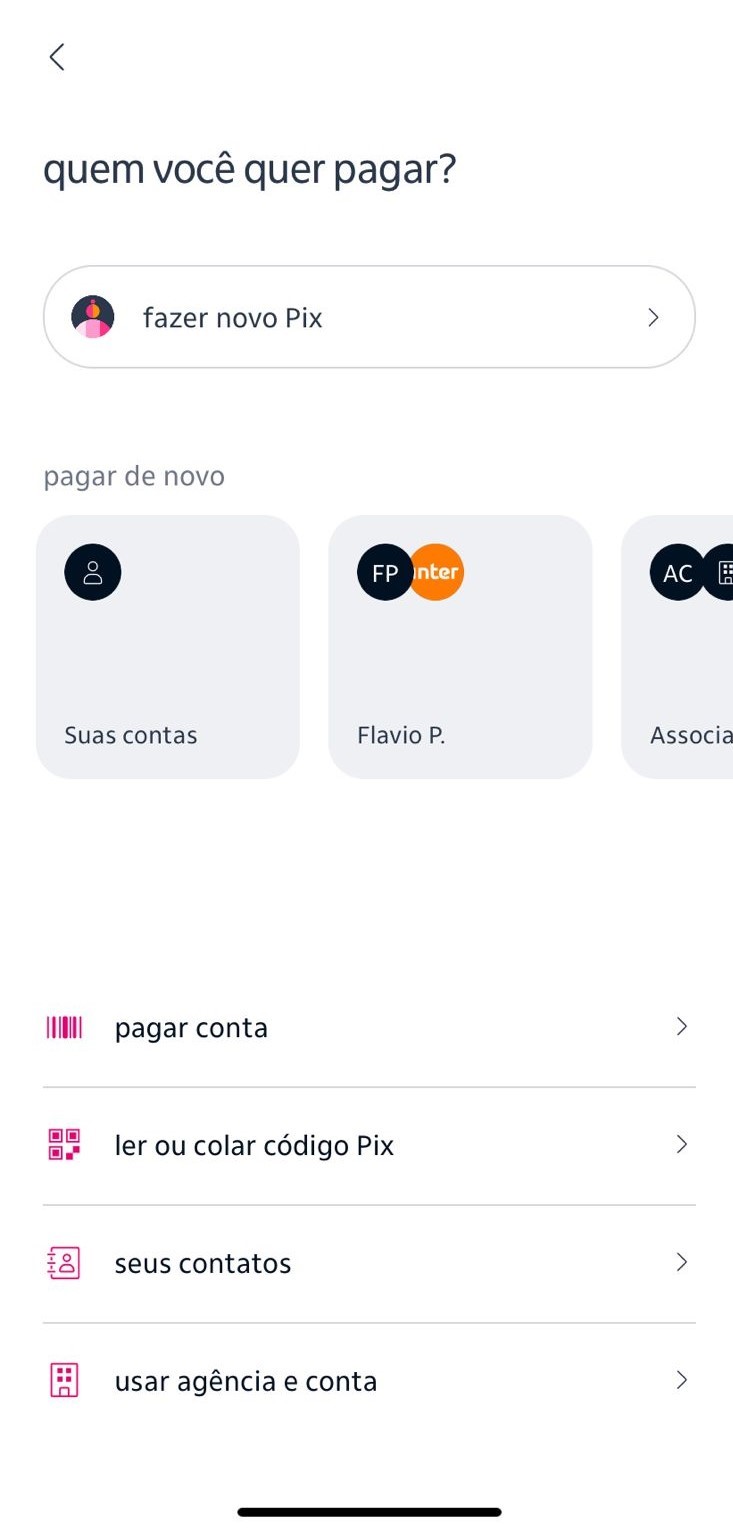 quem você quer pagar?
fazer novo Pix
pagar de novo
FP
inter
AC
Suas contas
Flavio P.
Associa
pagar conta
ler ou colar código Pix
seus contatos
usar agência e conta